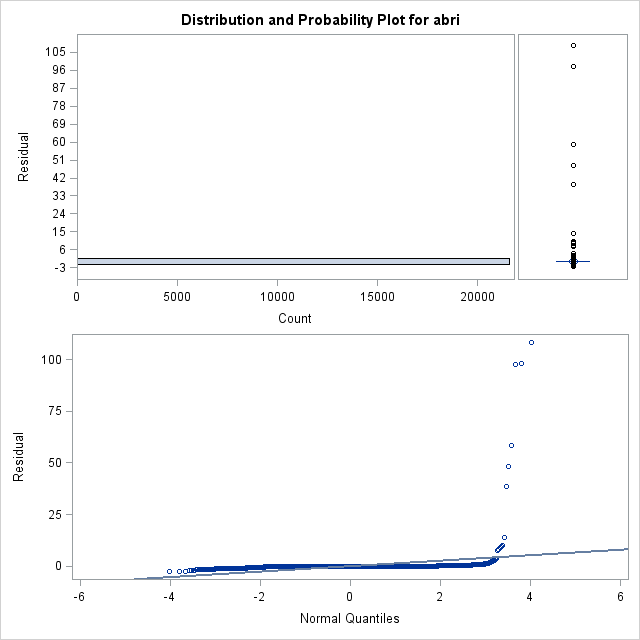 Distribution and Probability Plot for abri
Residual
105
96
87
78
69
60
51
42
33
24
15
6
-3
0 5000 10000 15000 20000
Count
Residual
100
75
50
25
0
-6 -4 -2 0 2 4 6
Normal Quantiles